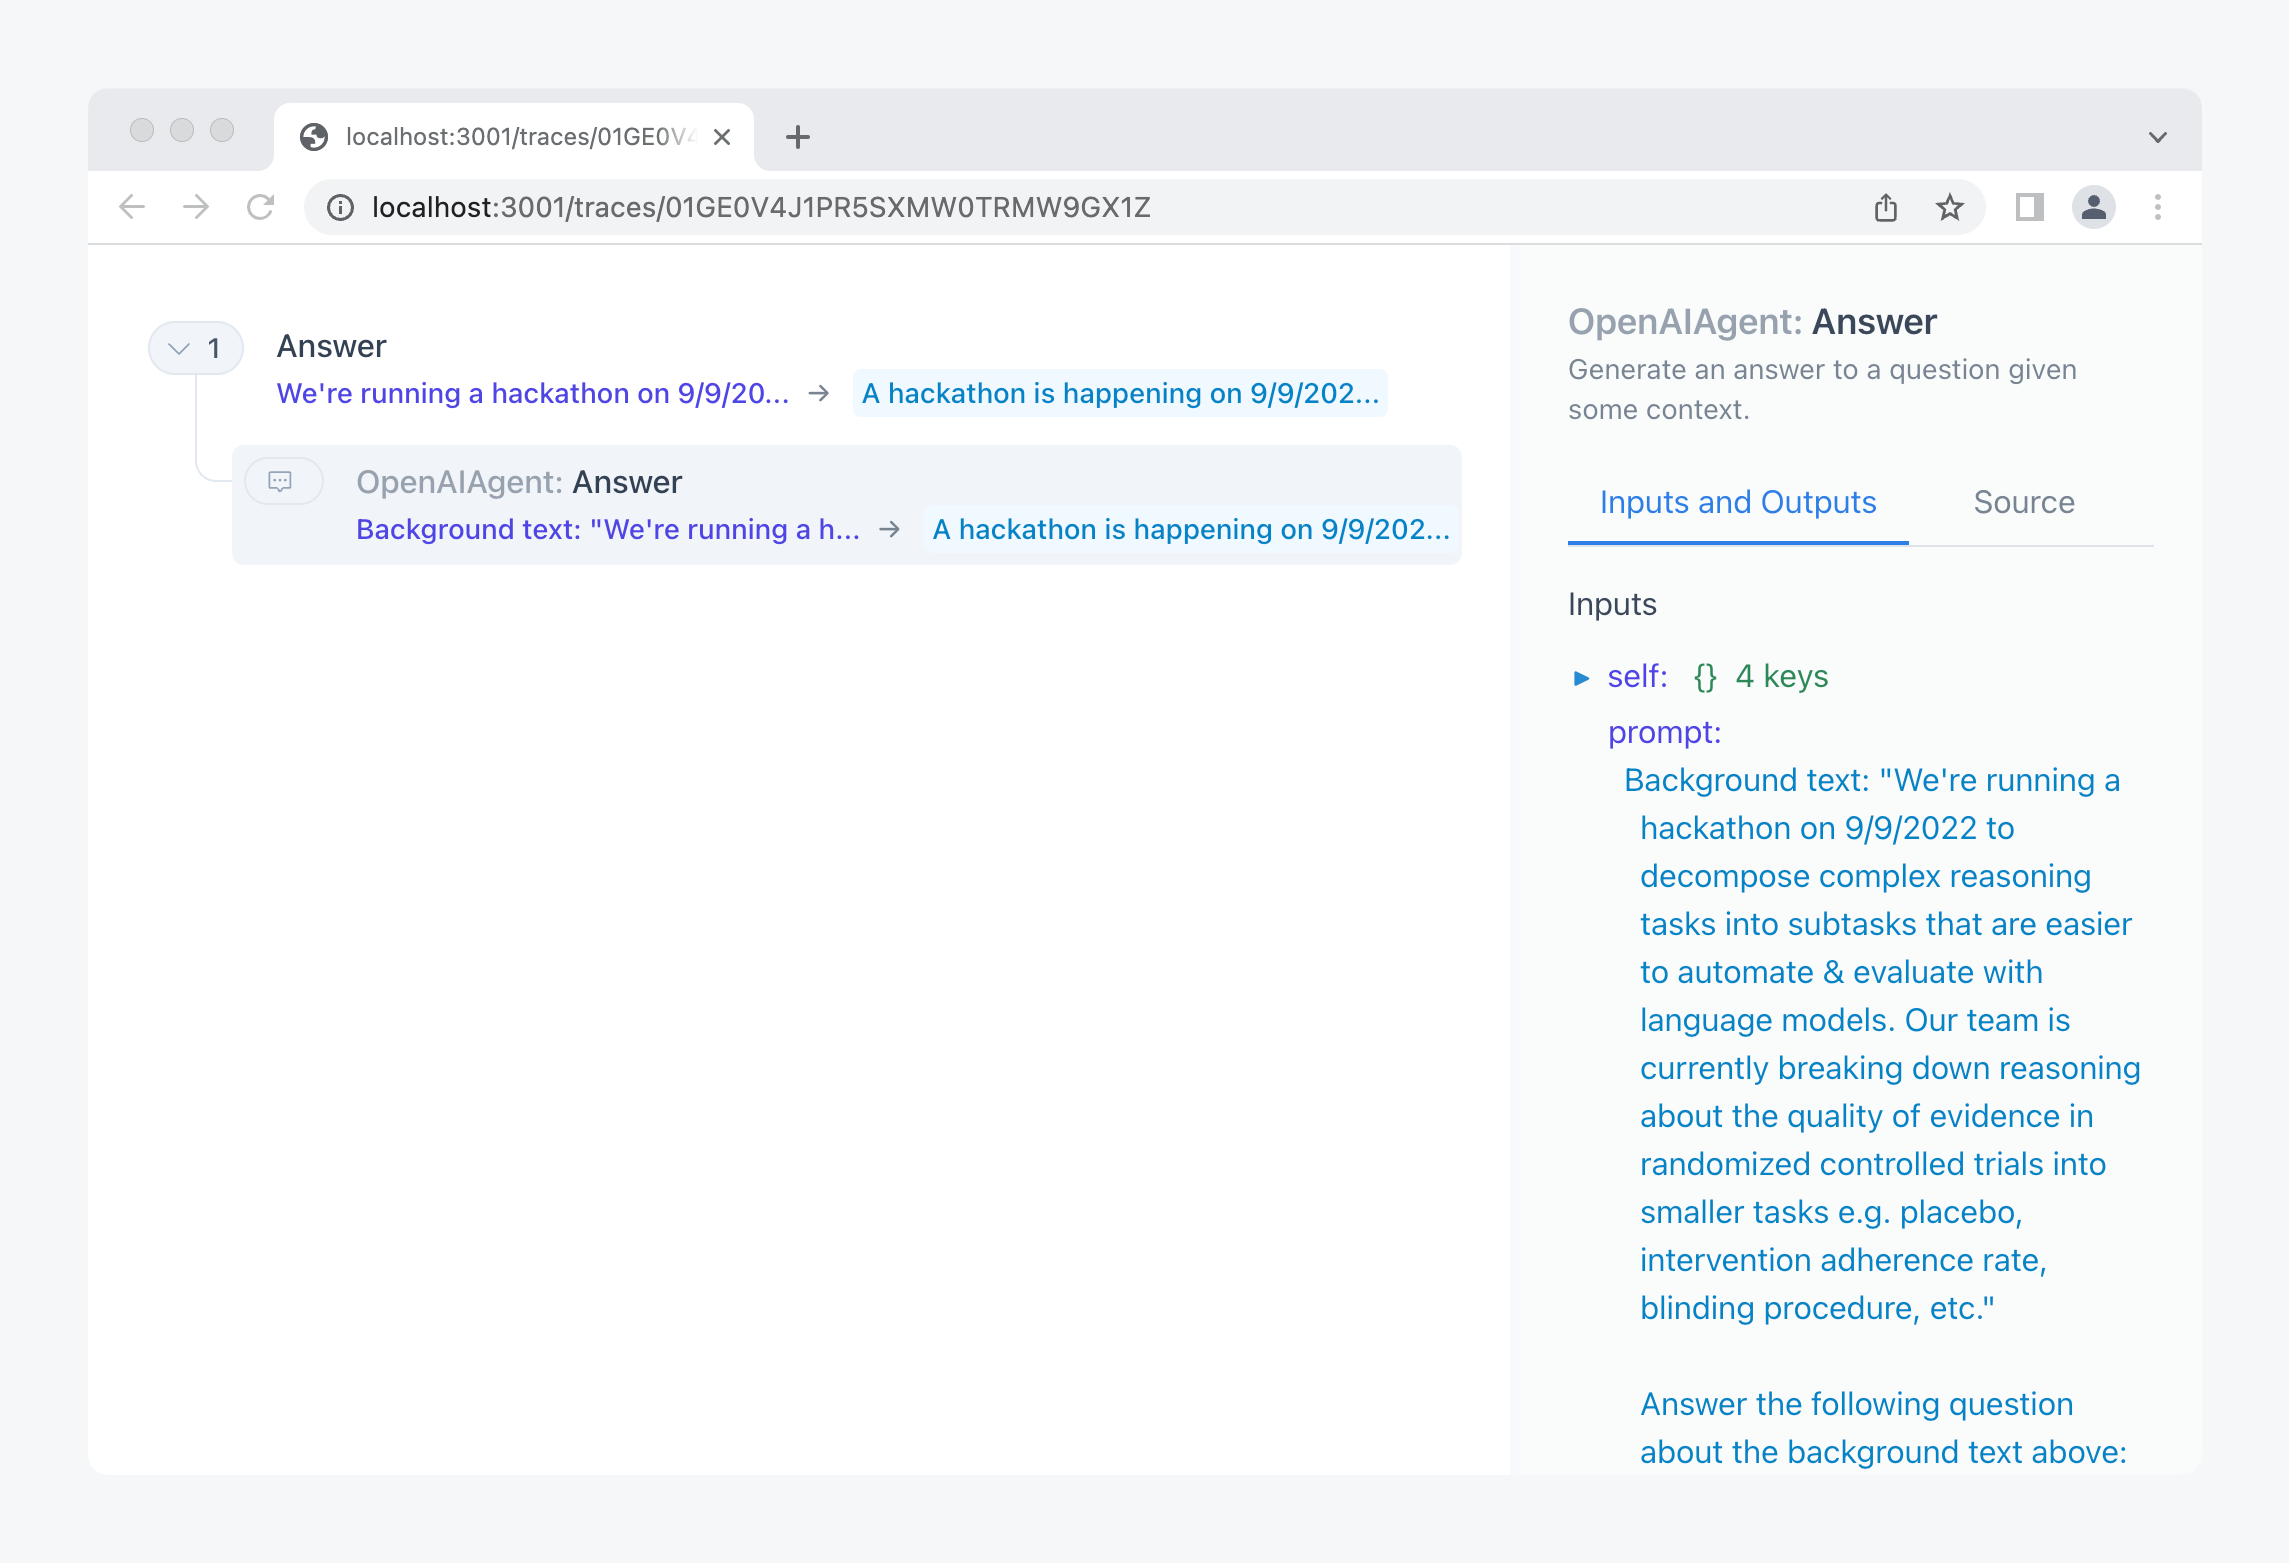 localhost:3001/traces/01GE0V4
localhost:3001/traces/01GE0V4J1PR5SXMW0TRMW9GX1Z
1
Answer
We're running a hackathon on 9/9/20... → A hackathon is happening on 9/9/202...
OpenAIAgent: Answer
Background text: "We're running a h... → A hackathon is happening on 9/9/202...
OpenAIAgent: Answer
Generate an answer to a question given
some context.
Inputs and Outputs Source
Inputs
self: {} 4 keys
prompt:
Background text: "We're running a
hackathon on 9/9/2022 to
decompose complex reasoning
tasks into subtasks that are easier
to automate & evaluate with
language models. Our team is
currently breaking down reasoning
about the quality of evidence in
randomized controlled trials into
smaller tasks e.g. placebo,
intervention adherence rate,
blinding procedure, etc."
Answer the following question
about the background text above: